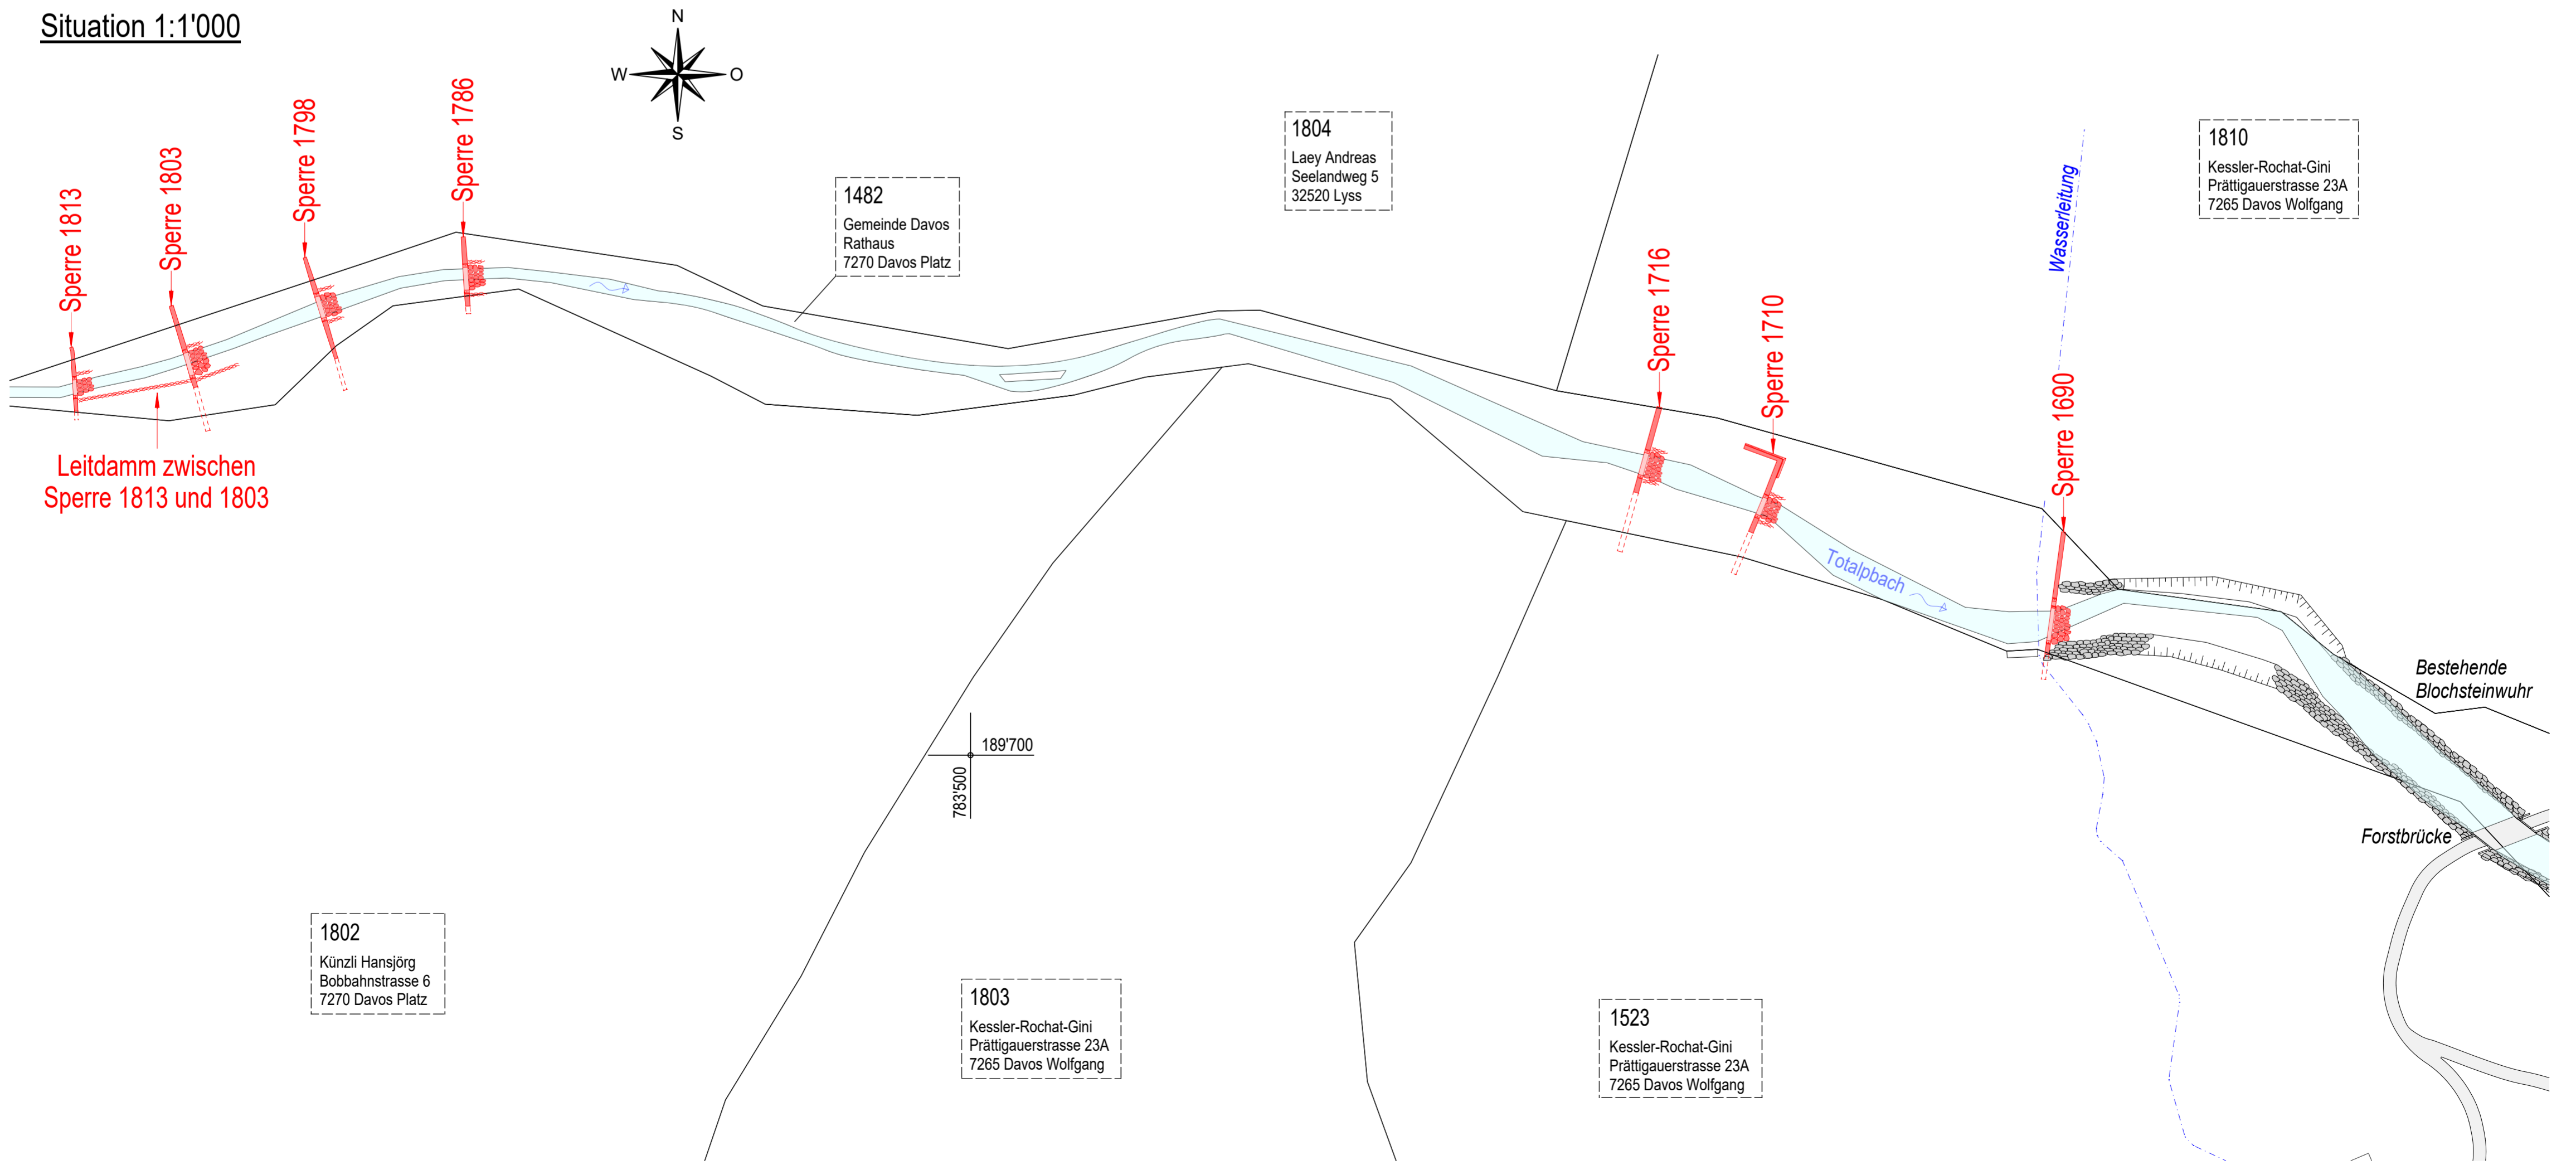 Situation 1:1'000
N
W
O
S
Sperre 1813
Sperre 1803
Sperre 1798
Sperre 1786
1482
Gemeinde Davos
Rathaus
7270 Davos Platz
1804
Laey Andreas
Seelandweg 5
32520 Lyss
1810
Kessler-Rochat-Gini
Prättigauerstrasse 23A
7265 Davos Wolfgang
Wasserleitung
Sperre 1716
Sperre 1710
Sperre 1690
Leitdamm zwischen
Sperre 1813 und 1803
Totalpbach
Bestehende
Blochsteinwuhr
Forstbrücke
189'700
783'500
1802
Künzli Hansjörg
Bobbahnstrasse 6
7270 Davos Platz
1803
Kessler-Rochat-Gini
Prättigauerstrasse 23A
7265 Davos Wolfgang
1523
Kessler-Rochat-Gini
Prättigauerstrasse 23A
7265 Davos Wolfgang